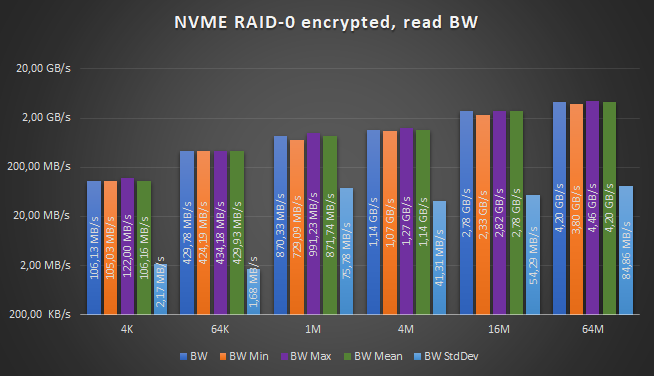 NVME RAID-0 encrypted, read BW
20,00 GB/s
2,00 GB/s
200,00 MB/s
20,00 MB/s
2,00 MB/s
200,00 KB/s
106,13 MB/s
105,03 MB/s
122,00 MB/s
106,16 MB/s
2,17 MB/s
429,78 MB/s
424,19 MB/s
434,18 MB/s
429,93 MB/s
1,68 MB/s
870,33 MB/s
729,09 MB/s
991,23 MB/s
871,74 MB/s
75,78 MB/s
1,14 GB/s
1,07 GB/s
1,27 GB/s
1,14 GB/s
41,31 MB/s
2,78 GB/s
2,33 GB/s
2,82 GB/s
2,78 GB/s
54,29 MB/s
4,20 GB/s
3,80 GB/s
4,46 GB/s
4,20 GB/s
84,86 MB/s
4K 64K 1M 4M 16M 64M
BW BW Min BW Max BW Mean BW StdDev